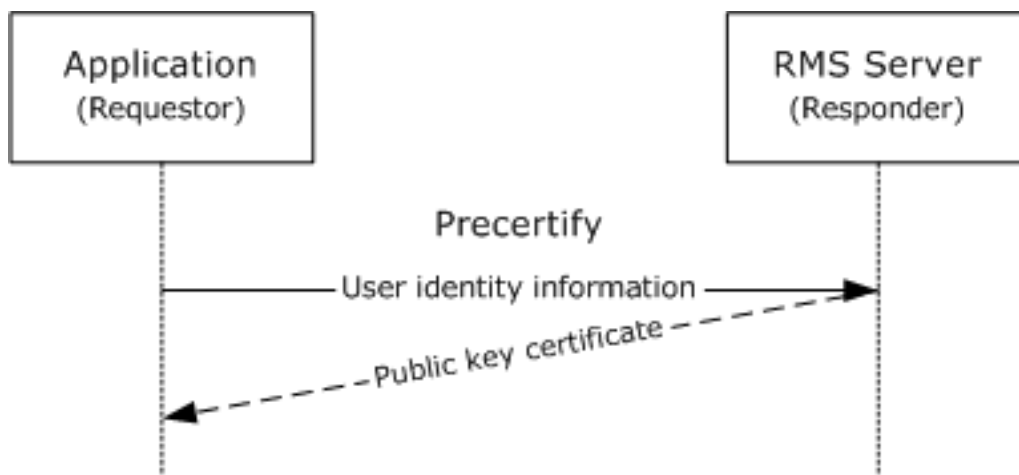 Application
(Requestor)
RMS Server
(Responder)
Precertify
User identity information
Public key certificate